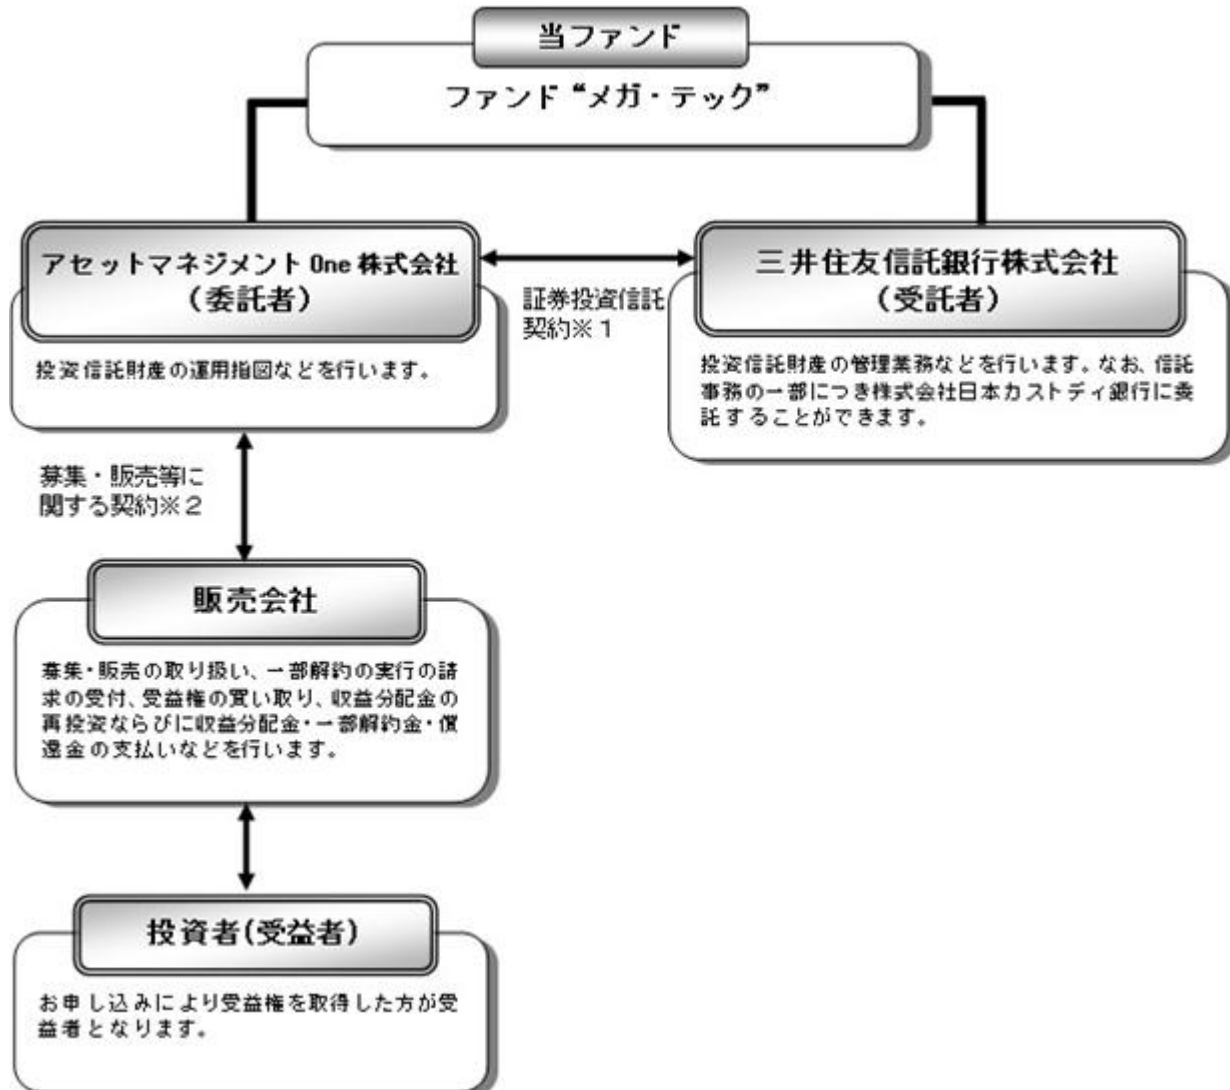 当ファンド
ファンド“メガ・テック”
アセットマネジメント One 株式会社
（委託者）
投資信託財産の運用指図などを行います。
証券投資信託
契約※１
三井住友信託銀行株式会社
（受託者）
投資信託財産の管理業務などを行います。なお、信託
事務の一部につき株式会社日本カストディ銀行に委
託することができます。
募集・販売等に
関する契約※２
販売会社
募集・販売の取り扱い、一部解約の実行の請
求の受付、受益権の買い取り、収益分配金の
再投資ならびに収益分配金・一部解約金・償
還金の支払いなどを行います。
投資者(受益者)
お申し込みにより受益権を取得した方が受
益者となります。